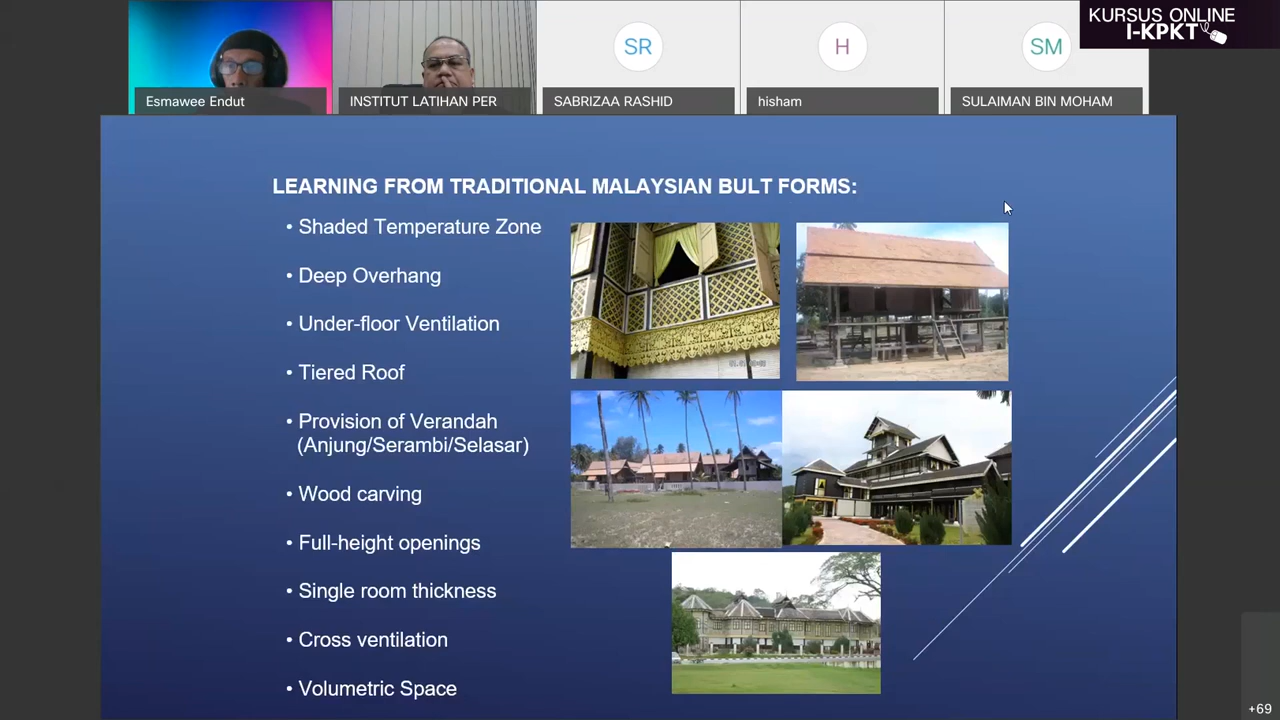 KURSUS ONLINE
I-KPKT
SR
H
SM
Esmawee Endut
INSTITUT LATIHAN PER
SABRIZAA RASHID
hisham
SULAIMAN BIN MOHAM
LEARNING FROM TRADITIONAL MALAYSIAN BULT FORMS:
• Shaded Temperature Zone
• Deep Overhang
• Under-floor Ventilation
• Tiered Roof
• Provision of Verandah
(Anjung/Serambi/Selasar)
• Wood carving
• Full-height openings
• Single room thickness
• Cross ventilation
• Volumetric Space
+69